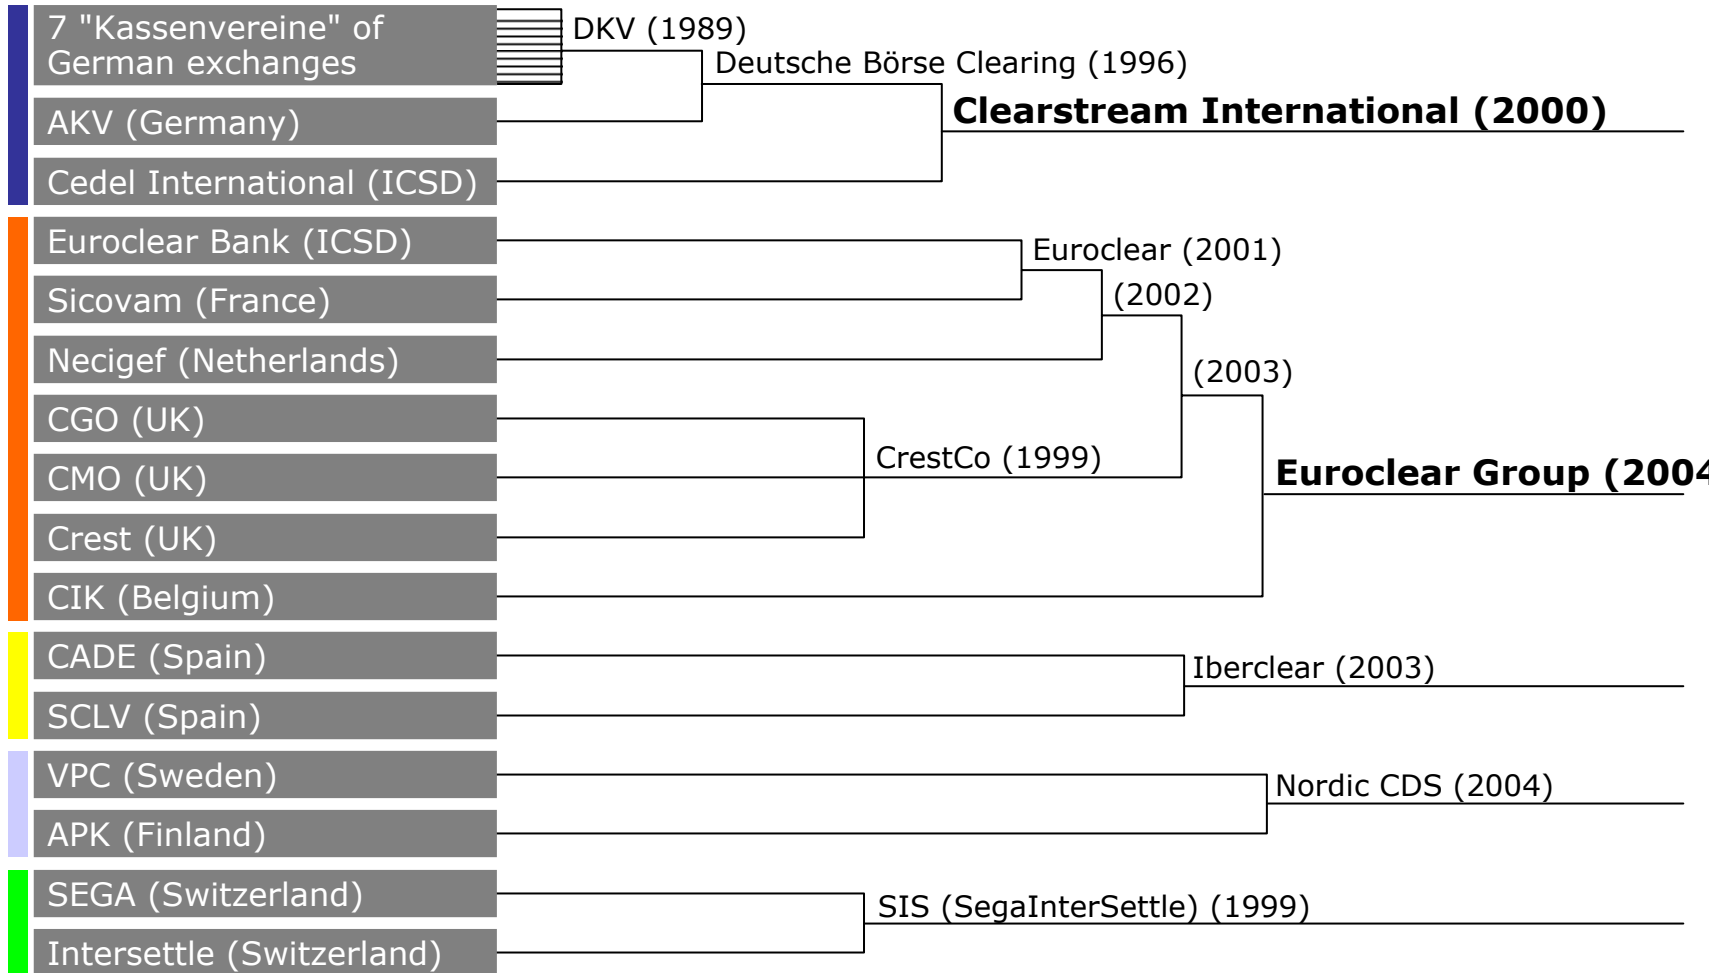 7 "Kassenvereine" of
German exchanges
DKV (1989)
Deutsche Börse Clearing (1996)
AKV (Germany)
Clearstream International (2000)
Cedel International (ICSD)
Euroclear Bank (ICSD)
Euroclear (2001)
Sicovam (France)
(2002)
Necigef (Netherlands)
(2003)
CGO (UK)
CrestCo (1999)
CMO (UK)
Euroclear Group (2004
Crest (UK)
CIK (Belgium)
CADE (Spain)
Iberclear (2003)
SCLV (Spain)
VPC (Sweden)
Nordic CDS (2004)
APK (Finland)
SEGA (Switzerland)
SIS (SegaInterSettle) (1999)
Intersettle (Switzerland)